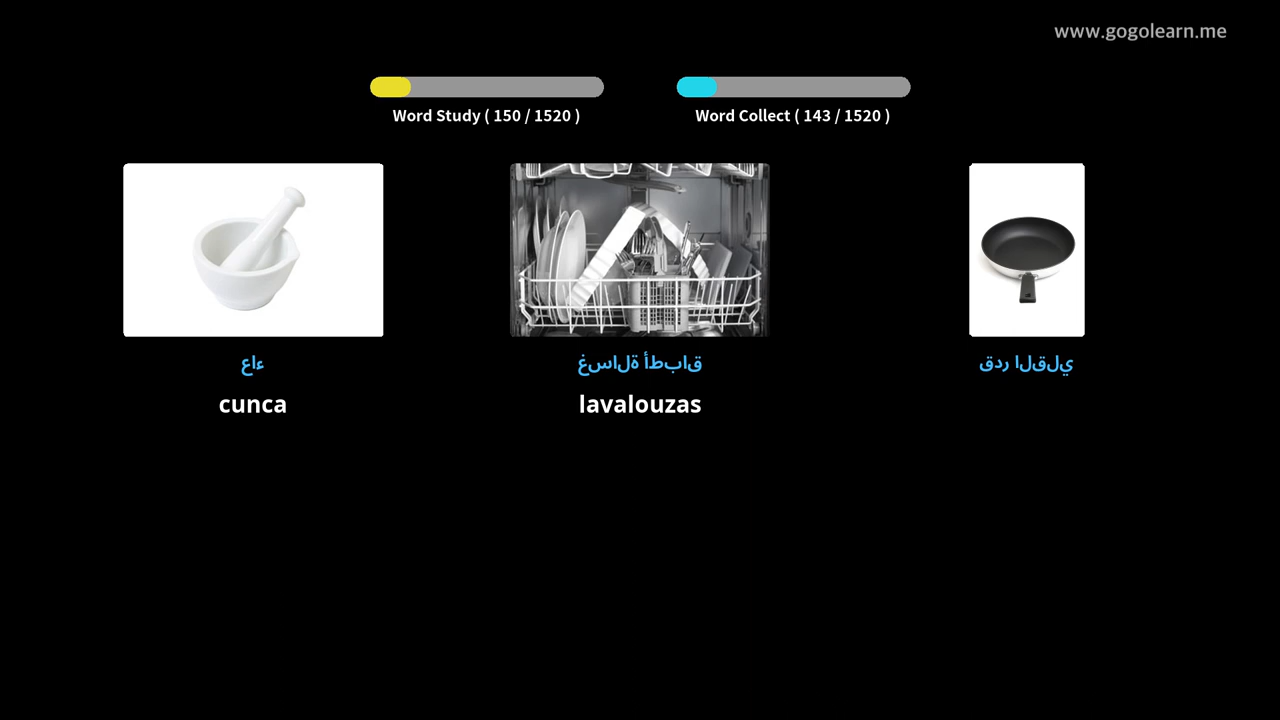 www.gogolearn.me
Word Study ( 150 / 1520 )
Word Collect ( 143 / 1520 )
عاء
غسالة أطباق
قدر القلي
cunca
lavalouzas